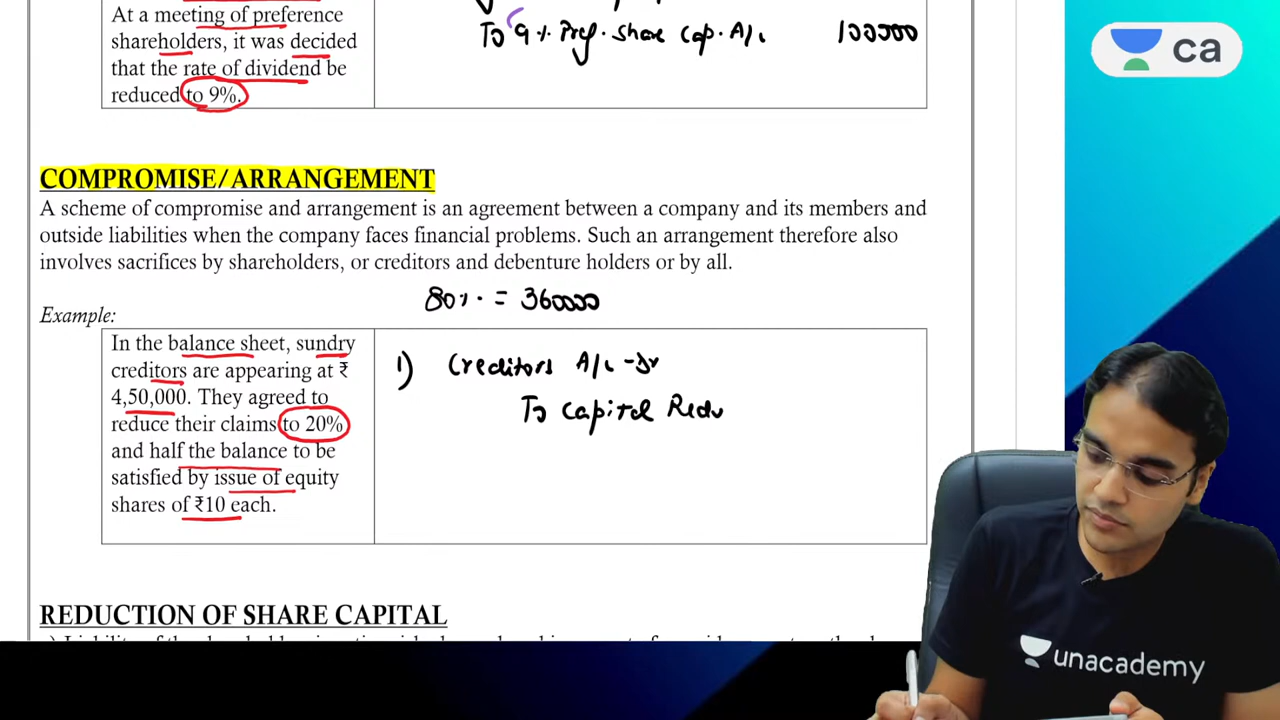 At a meeting of preference
shareholders, it was decided
that the rate of dividend be
reduced to 9%.
To 9%. Pref. share cap. A/c 100000
ca
COMPROMISE/ARRANGEMENT
A scheme of compromise and arrangement is an agreement between a company and its members and
outside liabilities when the company faces financial problems. Such an arrangement therefore also
involves sacrifices by shareholders, or creditors and debenture holders or by all.
80%. = 360000
Example:
In the balance sheet, sundry
creditors are appearing at ₹
4,50,000. They agreed to
reduce their claims to 20%
and half the balance to be
satisfied by issue of equity
shares of ₹10 each.
1) Creditors A/c -Dr
To Capital Redu
REDUCTION OF SHARE CAPITAL
unacademy